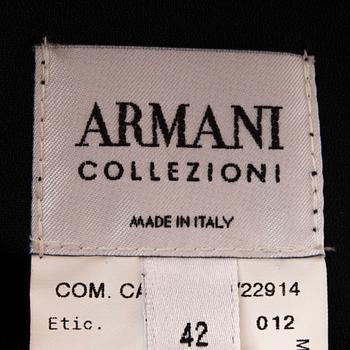 ARMANI
COLLEZIONI
MADE IN ITALY
COM. CA 22914
Etic. 012
42
M